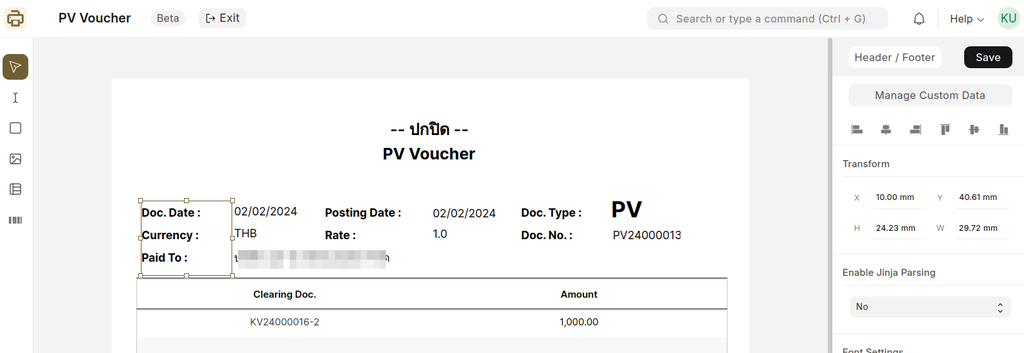 PV Voucher Beta Exit Search or type a command (Ctrl + G) Help KU
Header / Footer Save
Manage Custom Data
-- ปกปิด --
PV Voucher
Transform
Doc. Date : 02/02/2024 Posting Date : 02/02/2024 Doc. Type : PV
X 10.00 mm Y 40.61 mm
Currency : THB Rate : 1.0 Doc. No. : PV24000013
H 24.23 mm W 29.72 mm
Paid To :
Enable Jinja Parsing
Clearing Doc. Amount
No
KV24000016-2 1,000.00
Font Settings